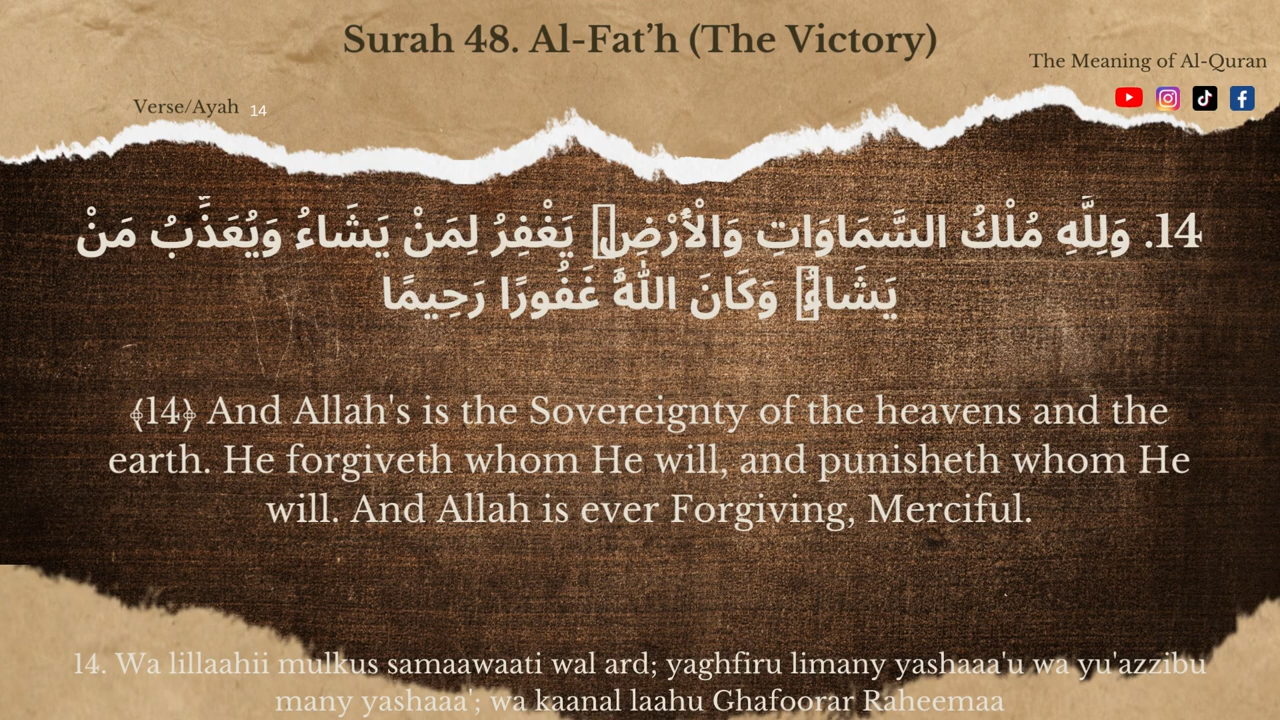 Surah 48. Al-Fat’h (The Victory)
The Meaning of Al-Quran
Verse/Ayah 14
14. وَلِلَّهِ مُلْكُ السَّمَاوَاتِ وَالْأَرْضِ يَغْفِرُ لِمَنْ يَشَاءُ وَيُعَذِّبُ مَنْ
يَشَاءُ وَكَانَ اللَّهُ غَفُورًا رَحِيمًا
﴾14﴿ And Allah's is the Sovereignty of the heavens and the
earth. He forgiveth whom He will, and punisheth whom He
will. And Allah is ever Forgiving, Merciful.
14. Wa lillaahii mulkus samaawaati wal ard; yaghfiru limany yashaaa'u wa yu'azzibu
many yashaaa'; wa kaanal laahu Ghafoorar Raheemaa